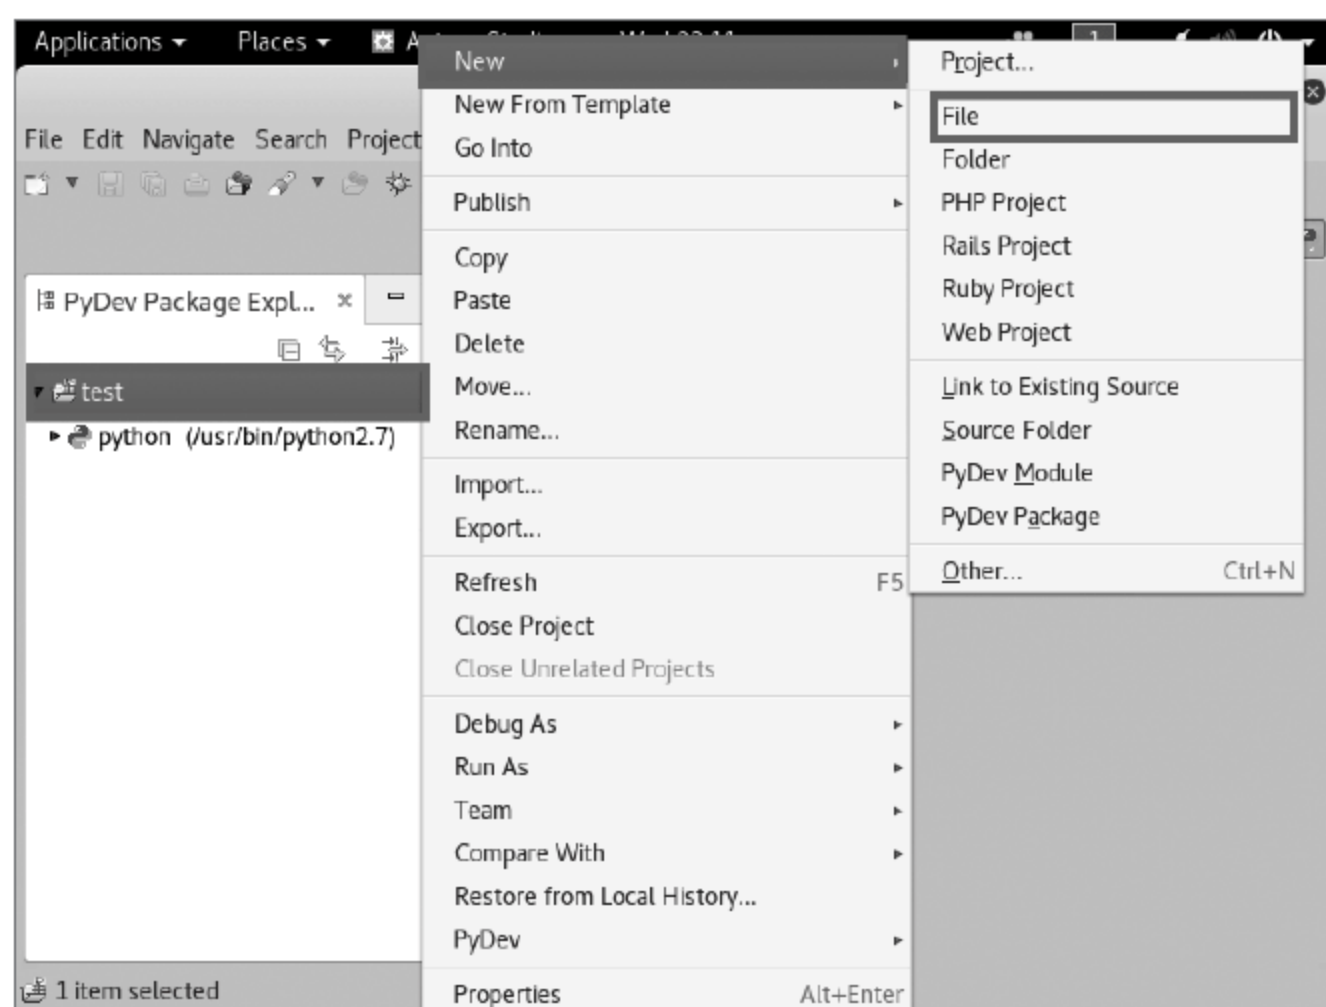 Applications
Places
1
File Edit Navigate Search Project
PyDev Package Expl...
test
python (/usr/bin/python2.7)
1 item selected
New
New From Template
Go Into
Publish
Copy
Paste
Delete
Move...
Rename...
Import...
Export...
Refresh F5
Close Project
Close Unrelated Projects
Debug As
Run As
Team
Compare With
Restore from Local History...
PyDev
Properties Alt+Enter
Project...
File
Folder
PHP Project
Rails Project
Ruby Project
Web Project
Link to Existing Source
Source Folder
PyDev Module
PyDev Package
Other... Ctrl+N